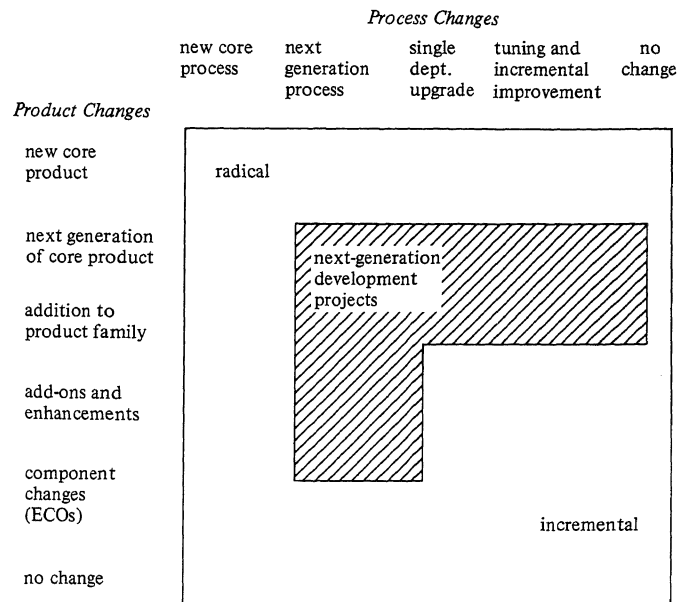 Process Changes
new core process
next generation process
single dept. upgrade
tuning and incremental improvement
no change
Product Changes
new core product
radical
next generation of core product
next-generation development projects
addition to product family
add-ons and enhancements
component changes (ECOs)
incremental
no change